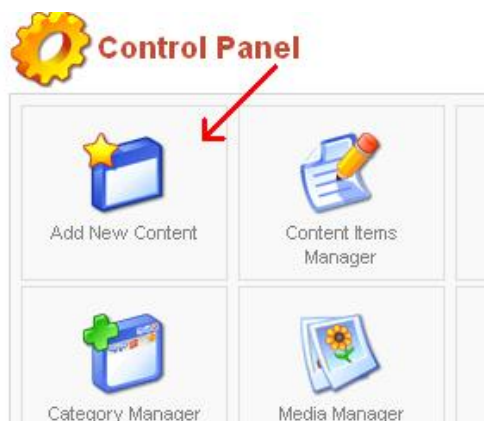 Control Panel
Add New Content
Content Items
Manager
Category Manager
Media Manager